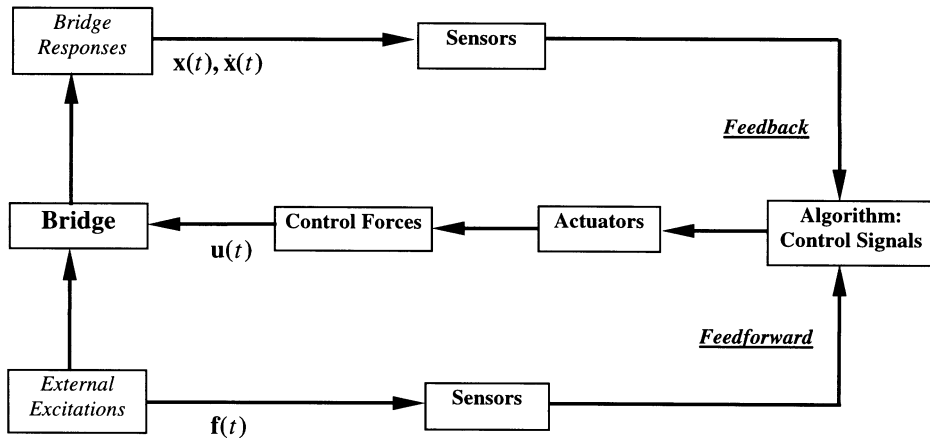 Bridge
Responses
Sensors
x(t), ẋ(t)
Feedback
Bridge
Control Forces
Actuators
Algorithm:
Control Signals
u(t)
Feedforward
External
Excitations
Sensors
f(t)